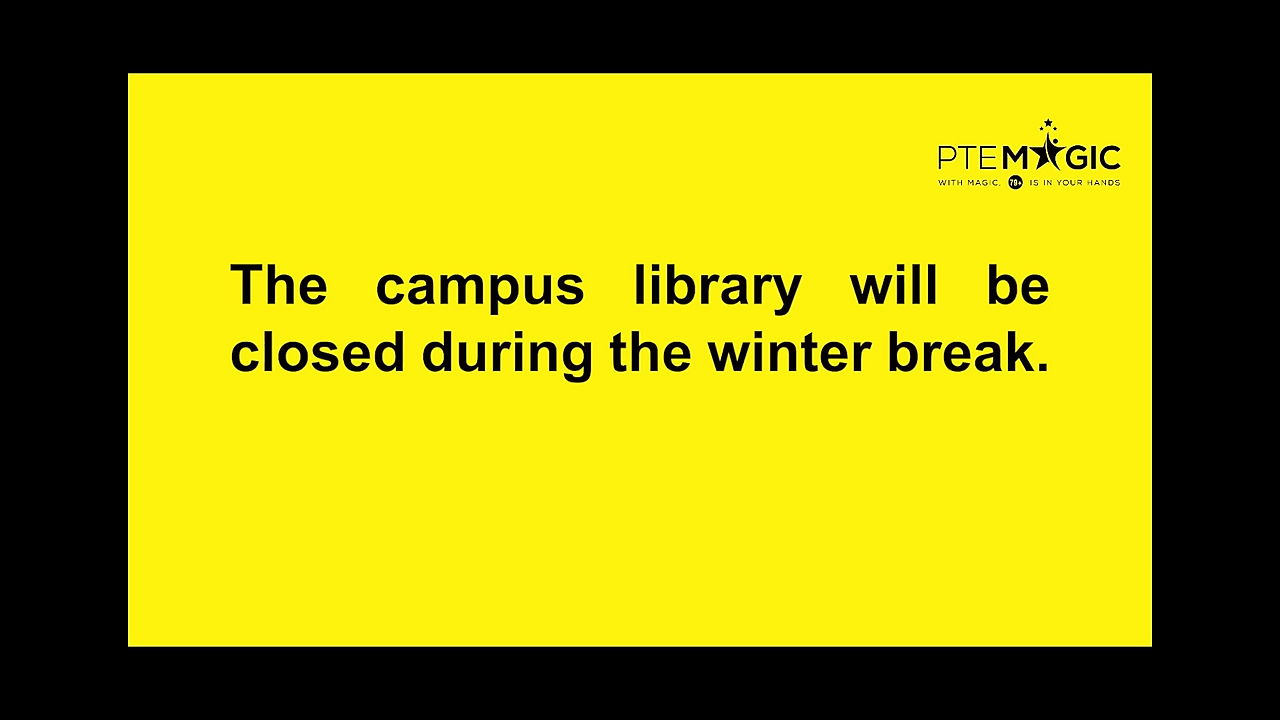 PTEMAGIC
WITH MAGIC, 79+ IS IN YOUR HANDS
The campus library will be
closed during the winter break.